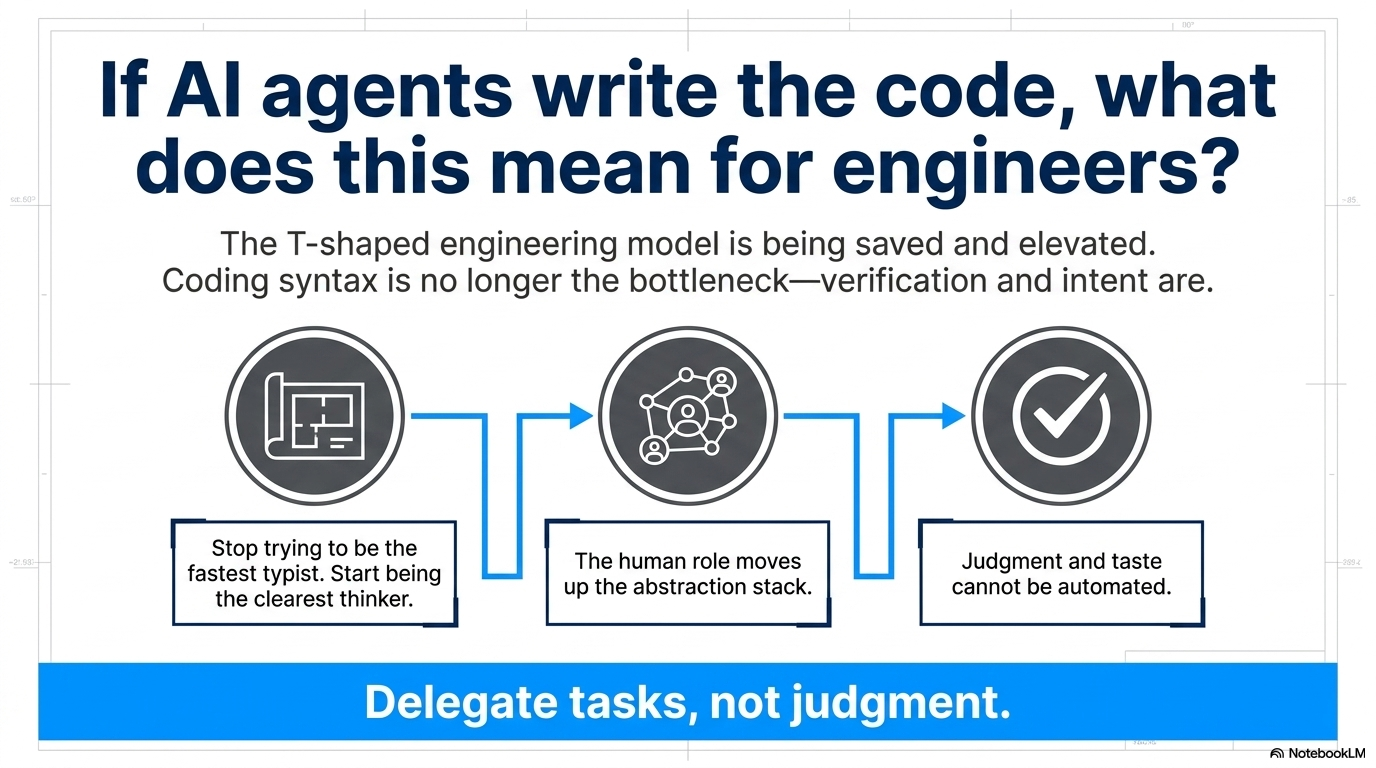 If AI agents write the code, what
does this mean for engineers?
The T-shaped engineering model is being saved and elevated.
Coding syntax is no longer the bottleneck—verification and intent are.
Stop trying to be the
fastest typist. Start being
the clearest thinker.
The human role moves
up the abstraction stack.
Judgment and taste
cannot be automated.
Delegate tasks, not judgment.
NotebookLM